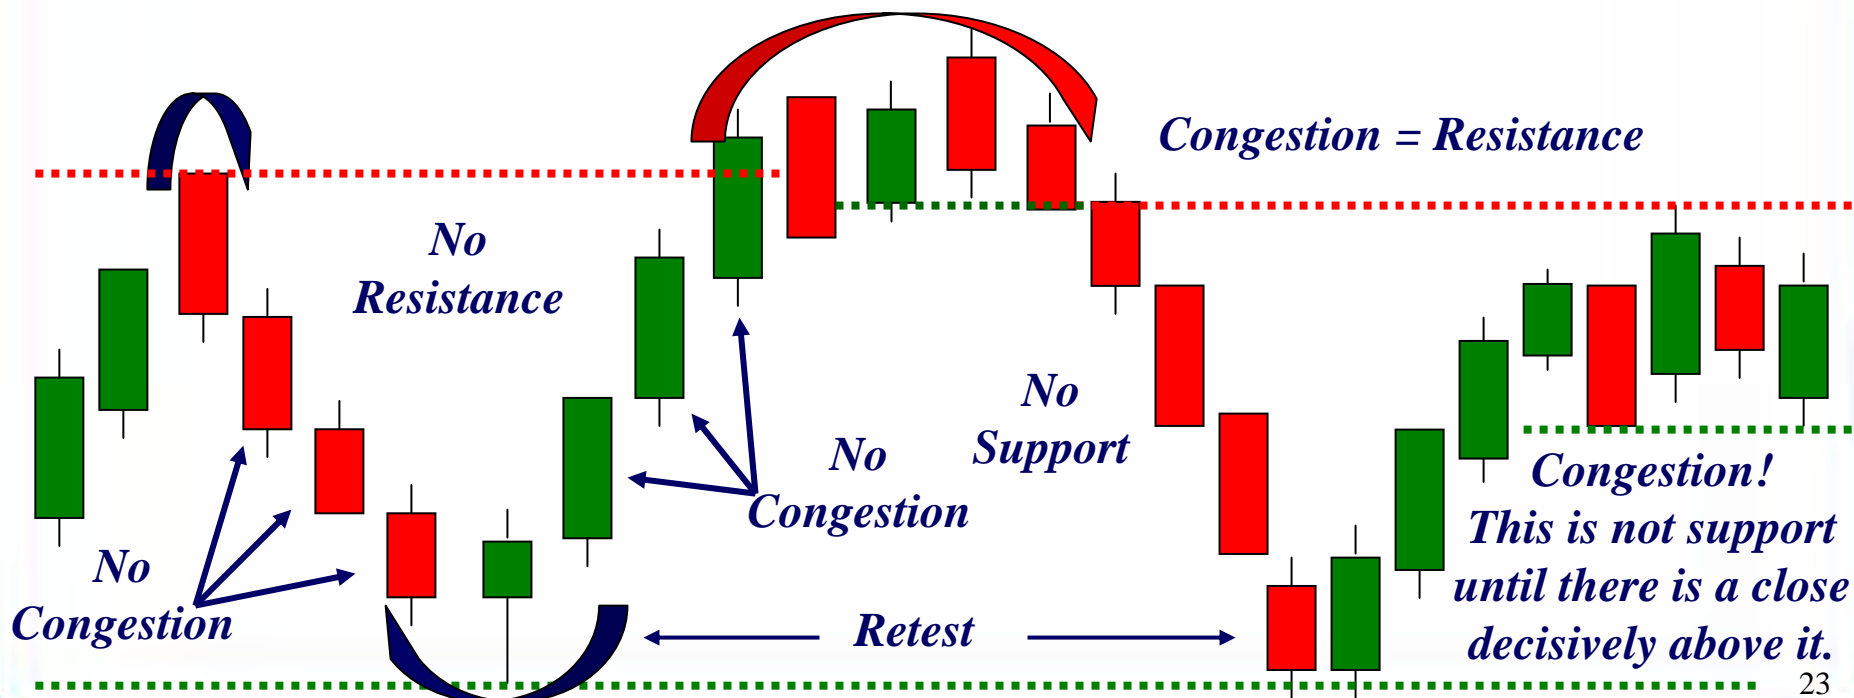 Congestion = Resistance
No
Resistance
No
Support
No
Congestion
No
Congestion
Retest
Congestion!
This is not support
until there is a close
decisively above it.
23